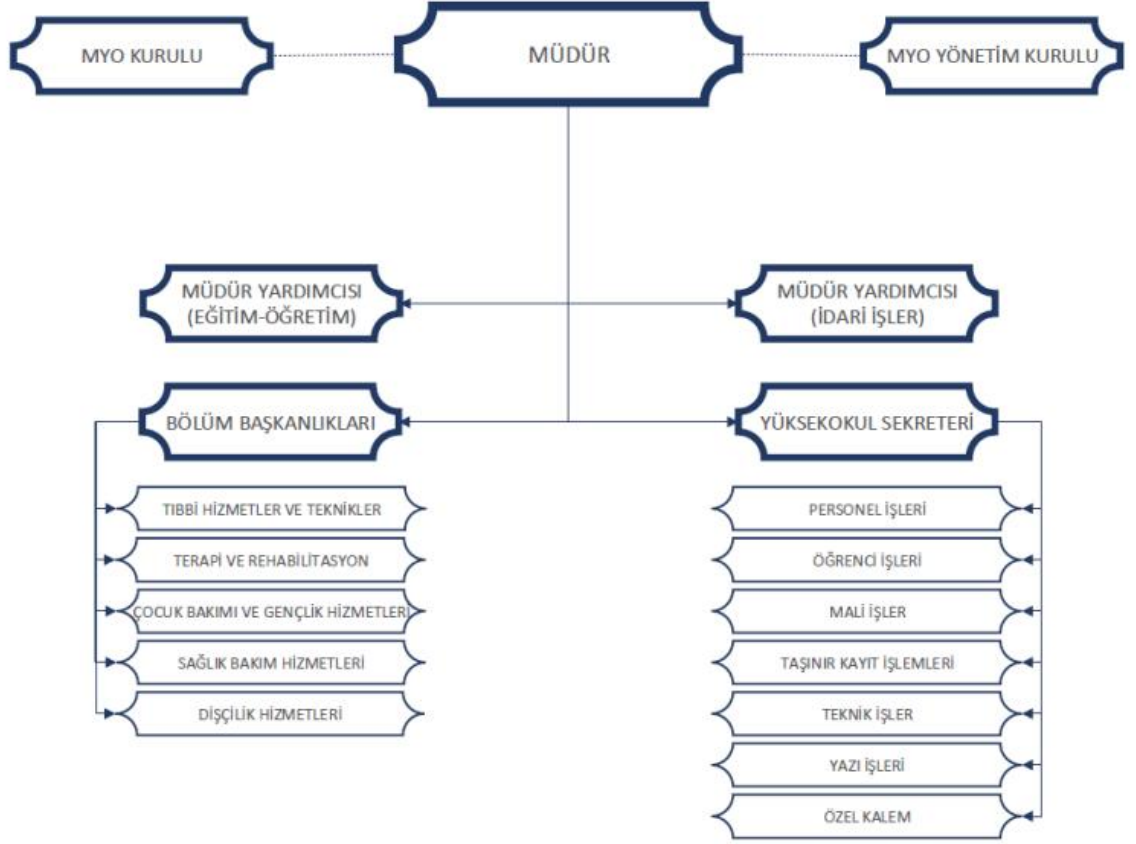 MYO KURULU
MÜDÜR
MYO YÖNETİM KURULU
MÜDÜR YARDIMCISI
(EĞİTİM-ÖĞRETİM)
MÜDÜR YARDIMCISI
(İDARİ İŞLER)
BÖLÜM BAŞKANLIKLARI
YÜKSEKOKUL SEKRETERİ
TIBBİ HİZMETLER VE TEKNİKLER
TERAPİ VE REHABİLİTASYON
ÇOCUK BAKIMI VE GENÇLİK HİZMETLERİ
SAĞLIK BAKIM HİZMETLERİ
DİŞÇİLİK HİZMETLERİ
PERSONEL İŞLERİ
ÖĞRENCİ İŞLERİ
MALİ İŞLER
TAŞINIR KAYIT İŞLEMLERİ
TEKNİK İŞLER
YAZI İŞLERİ
ÖZEL KALEM